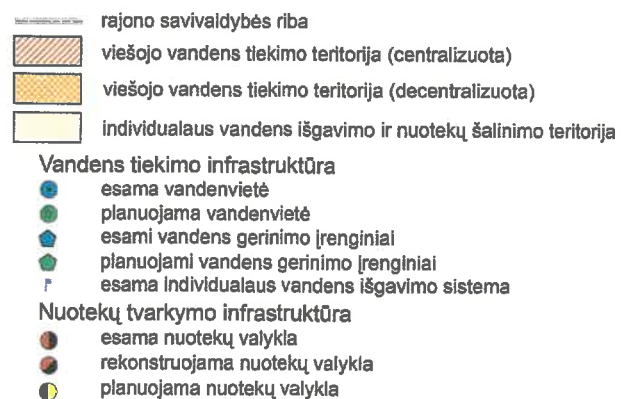 rajono savivaldybės riba
viešojo vandens tiekimo teritorija (centralizuota)
viešojo vandens tiekimo teritorija (decentralizuota)
individualaus vandens išgavimo ir nuotekų šalinimo teritorija
Vandens tiekimo infrastruktūra
esama vandenvietė
planuojama vandenvietė
esami vandens gerinimo įrenginiai
planuojami vandens gerinimo įrenginiai
esama individualaus vandens išgavimo sistema
Nuotekų tvarkymo infrastruktūra
esama nuotekų valykla
rekonstruojama nuotekų valykla
planuojama nuotekų valykla